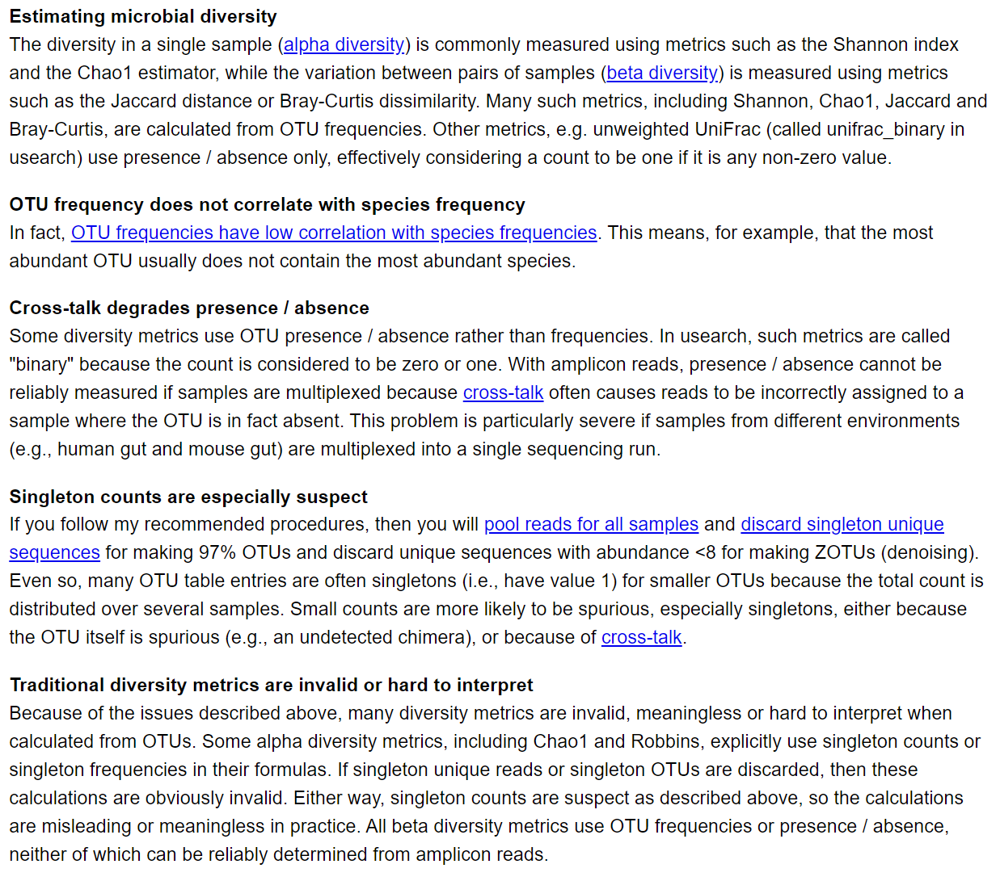 Estimating microbial diversity
The diversity in a single sample (alpha diversity) is commonly measured using metrics such as the Shannon index
and the Chao1 estimator, while the variation between pairs of samples (beta diversity) is measured using metrics
such as the Jaccard distance or Bray-Curtis dissimilarity. Many such metrics, including Shannon, Chao1, Jaccard and
Bray-Curtis, are calculated from OTU frequencies. Other metrics, e.g. unweighted UniFrac (called unifrac_binary in
usearch) use presence / absence only, effectively considering a count to be one if it is any non-zero value.
OTU frequency does not correlate with species frequency
In fact, OTU frequencies have low correlation with species frequencies. This means, for example, that the most
abundant OTU usually does not contain the most abundant species.
Cross-talk degrades presence / absence
Some diversity metrics use OTU presence / absence rather than frequencies. In usearch, such metrics are called
"binary" because the count is considered to be zero or one. With amplicon reads, presence / absence cannot be
reliably measured if samples are multiplexed because cross-talk often causes reads to be incorrectly assigned to a
sample where the OTU is in fact absent. This problem is particularly severe if samples from different environments
(e.g., human gut and mouse gut) are multiplexed into a single sequencing run.
Singleton counts are especially suspect
If you follow my recommended procedures, then you will pool reads for all samples and discard singleton unique
sequences for making 97% OTUs and discard unique sequences with abundance <8 for making ZOTUs (denoising).
Even so, many OTU table entries are often singletons (i.e., have value 1) for smaller OTUs because the total count is
distributed over several samples. Small counts are more likely to be spurious, especially singletons, either because
the OTU itself is spurious (e.g., an undetected chimera), or because of cross-talk.
Traditional diversity metrics are invalid or hard to interpret
Because of the issues described above, many diversity metrics are invalid, meaningless or hard to interpret when
calculated from OTUs. Some alpha diversity metrics, including Chao1 and Robbins, explicitly use singleton counts or
singleton frequencies in their formulas. If singleton unique reads or singleton OTUs are discarded, then these
calculations are obviously invalid. Either way, singleton counts are suspect as described above, so the calculations
are misleading or meaningless in practice. All beta diversity metrics use OTU frequencies or presence / absence,
neither of which can be reliably determined from amplicon reads.